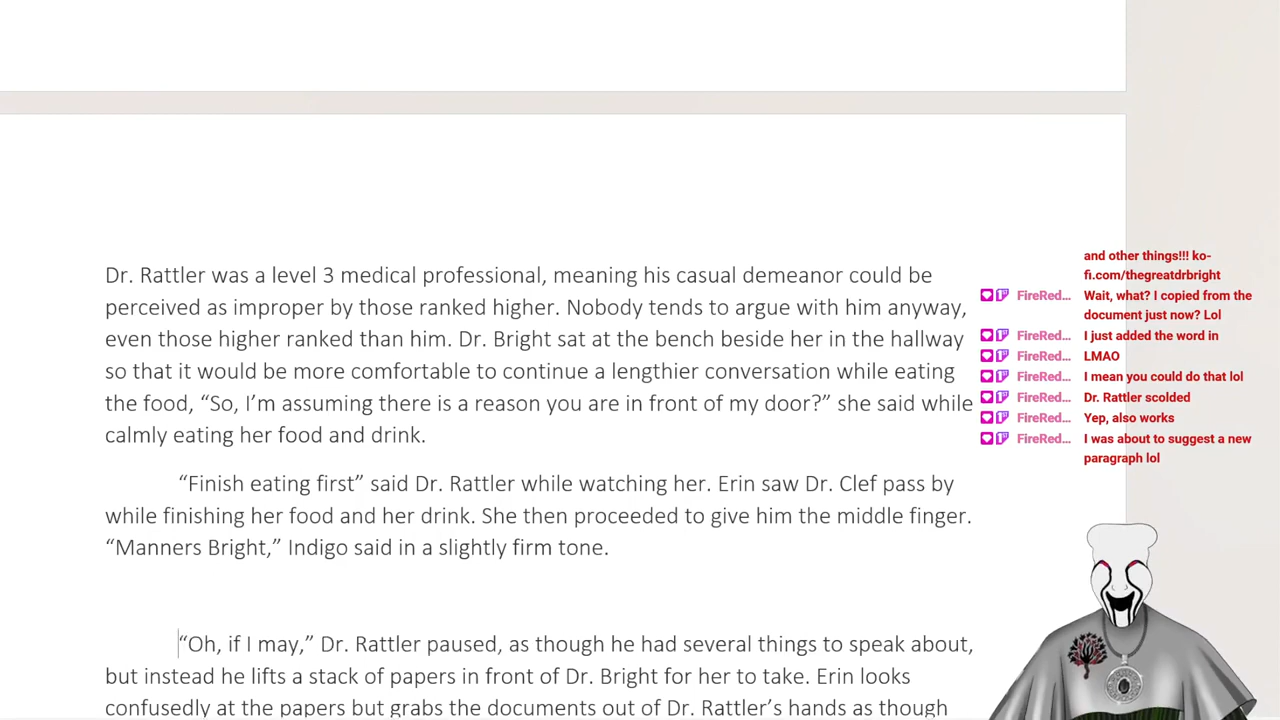 Dr. Rattler was a level 3 medical professional, meaning his casual demeanor could be
perceived as improper by those ranked higher. Nobody tends to argue with him anyway,
even those higher ranked than him. Dr. Bright sat at the bench beside her in the hallway
so that it would be more comfortable to continue a lengthier conversation while eating
the food, “So, I’m assuming there is a reason you are in front of my door?” she said while
calmly eating her food and drink.
“Finish eating first” said Dr. Rattler while watching her. Erin saw Dr. Clef pass by
while finishing her food and her drink. She then proceeded to give him the middle finger.
“Manners Bright,” Indigo said in a slightly firm tone.
“Oh, if I may,” Dr. Rattler paused, as though he had several things to speak about,
but instead he lifts a stack of papers in front of Dr. Bright for her to take. Erin looks
confusedly at the papers but grabs the documents out of Dr. Rattler’s hands as though
and other things!!! ko-
fi.com/thegreatdrbright
FireRed... Wait, what? I copied from the
document just now? Lol
FireRed... I just added the word in
FireRed... LMAO
FireRed... I mean you could do that lol
FireRed... Dr. Rattler scolded
FireRed... Yep, also works
FireRed... I was about to suggest a new
paragraph lol